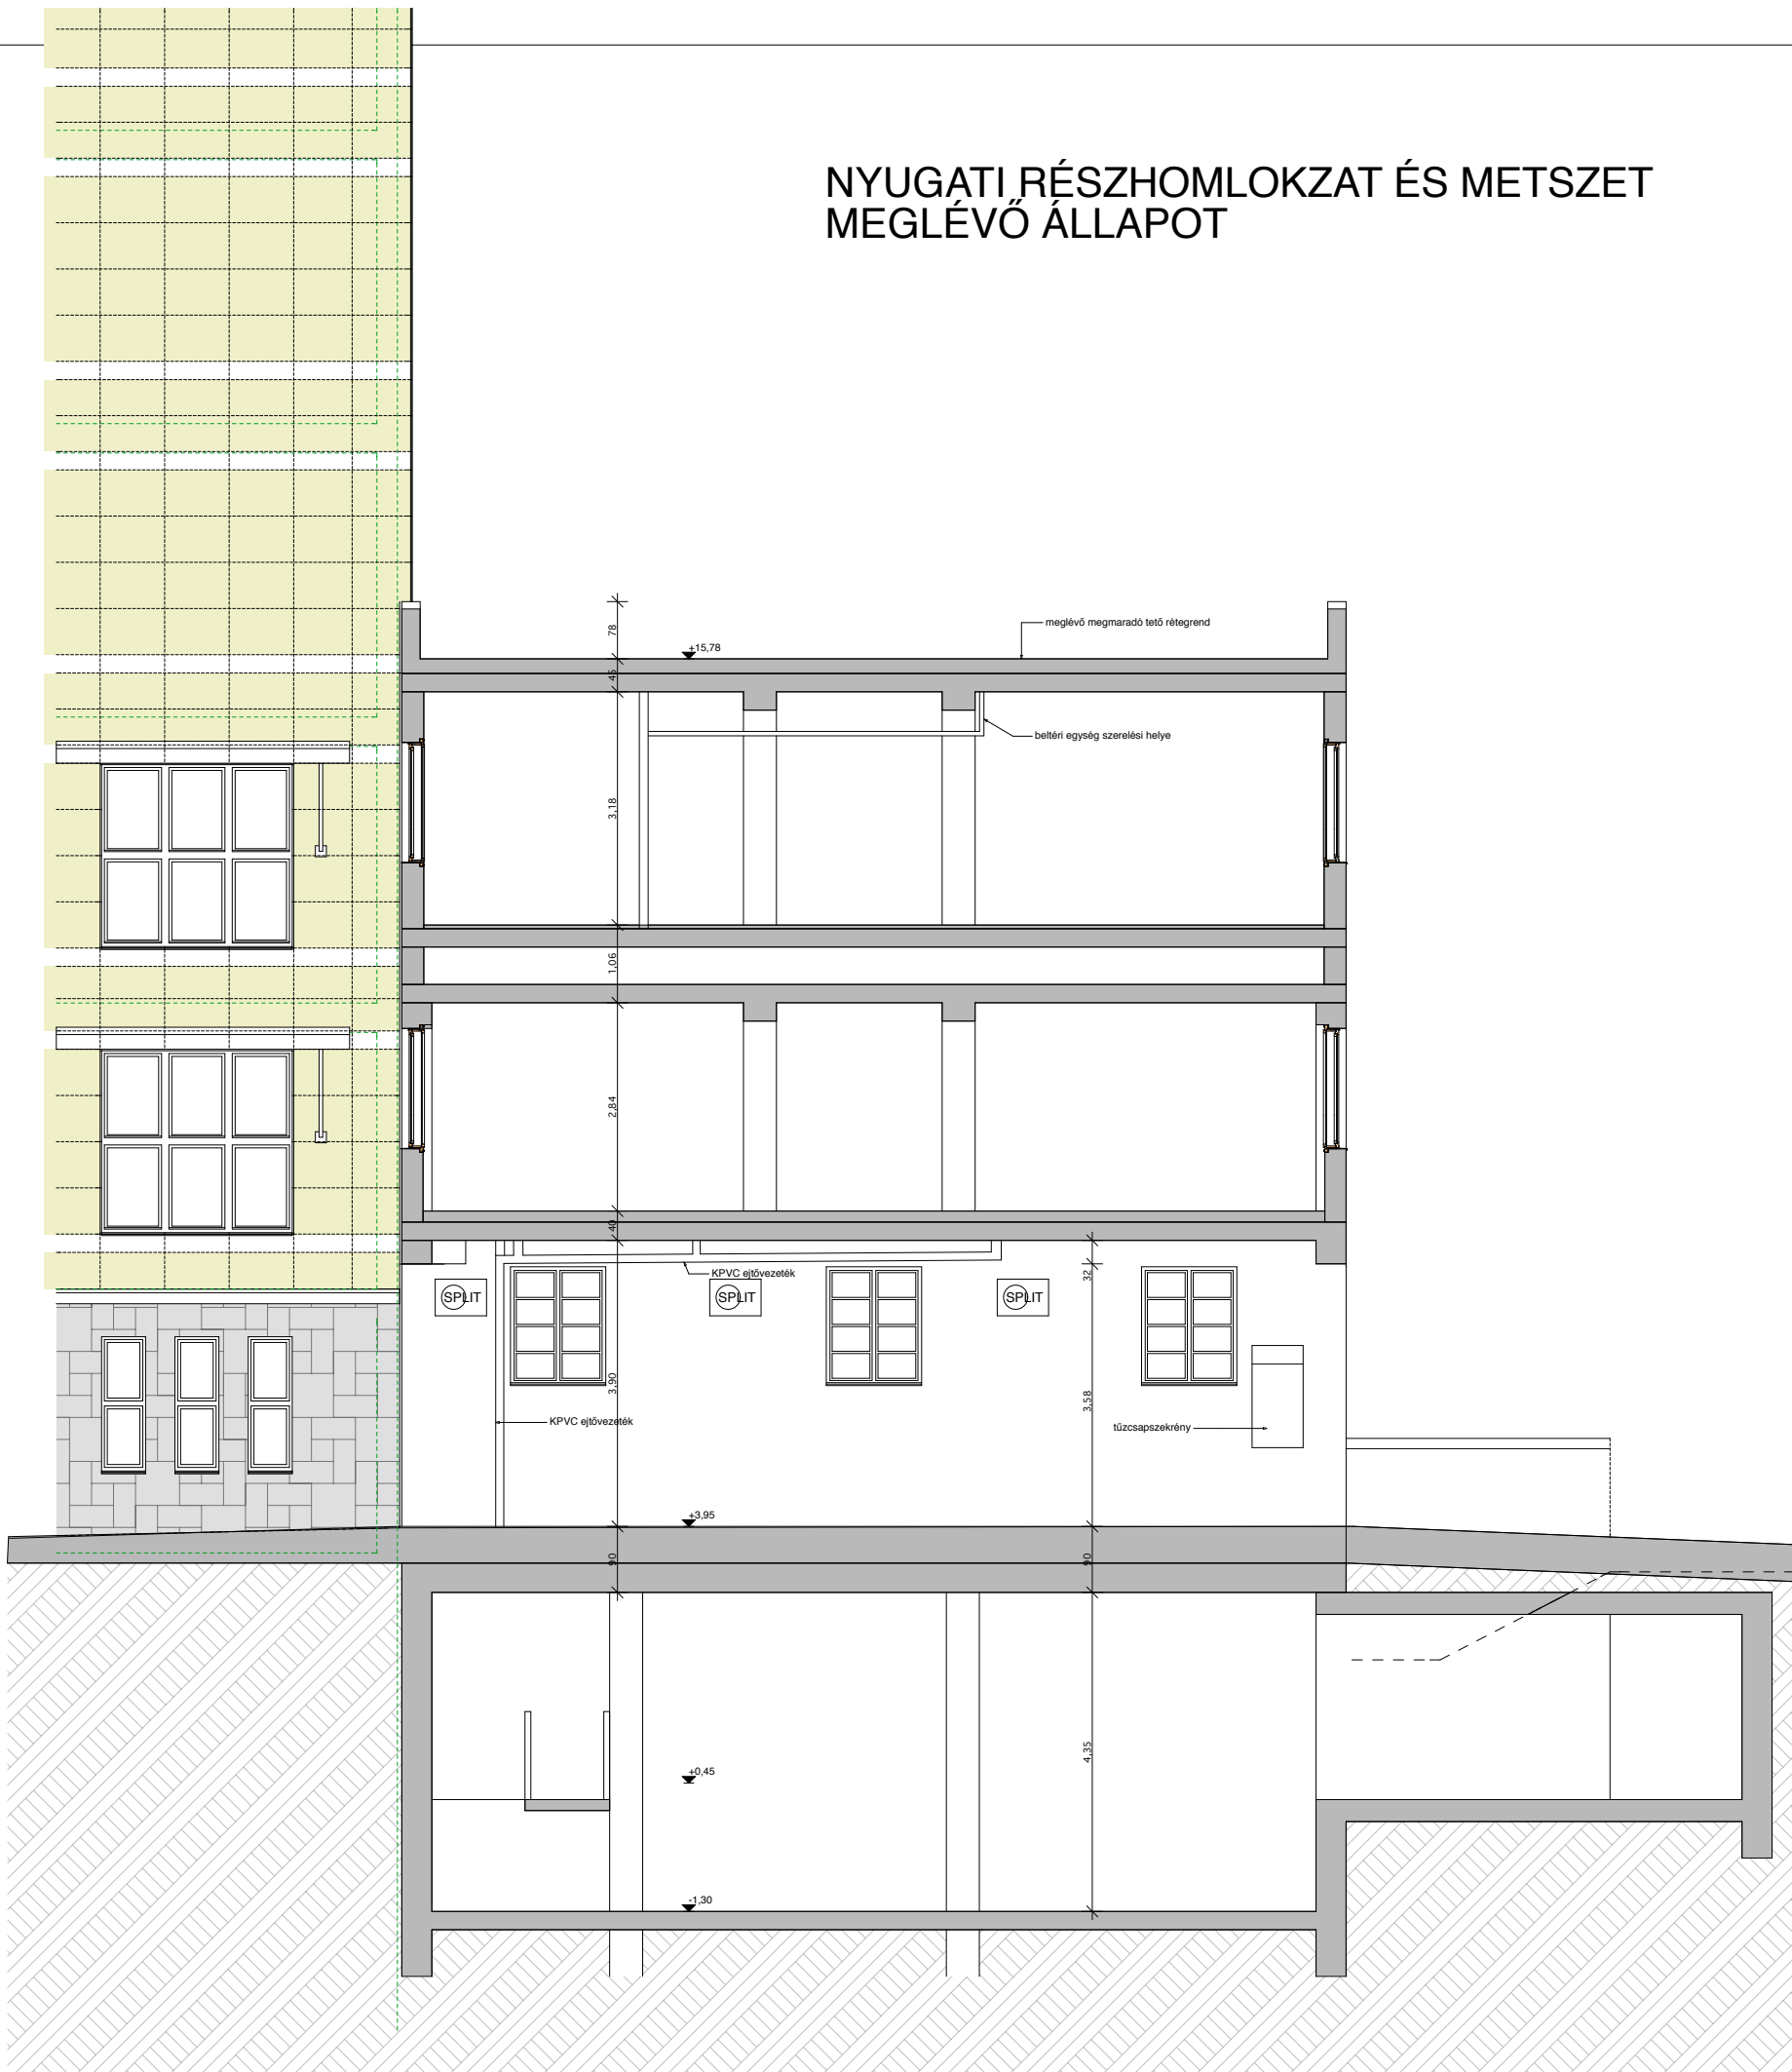 NYUGATI RÉSZHOMLOKZAT ÉS METSZET
MEGLÉVŐ ÁLLAPOT
meglévő megmaradó tető rétegrend
78
+15,78
45
beltéri egység szerelési helye
3,18
1,06
2,84
40
KPVC ejtővezeték
32
SPLIT
SPLIT
SPLIT
3,90
3,58
KPVC ejtővezeték
tűzcsapszekrény
+3,95
90
90
4,35
+0,45
-1,30